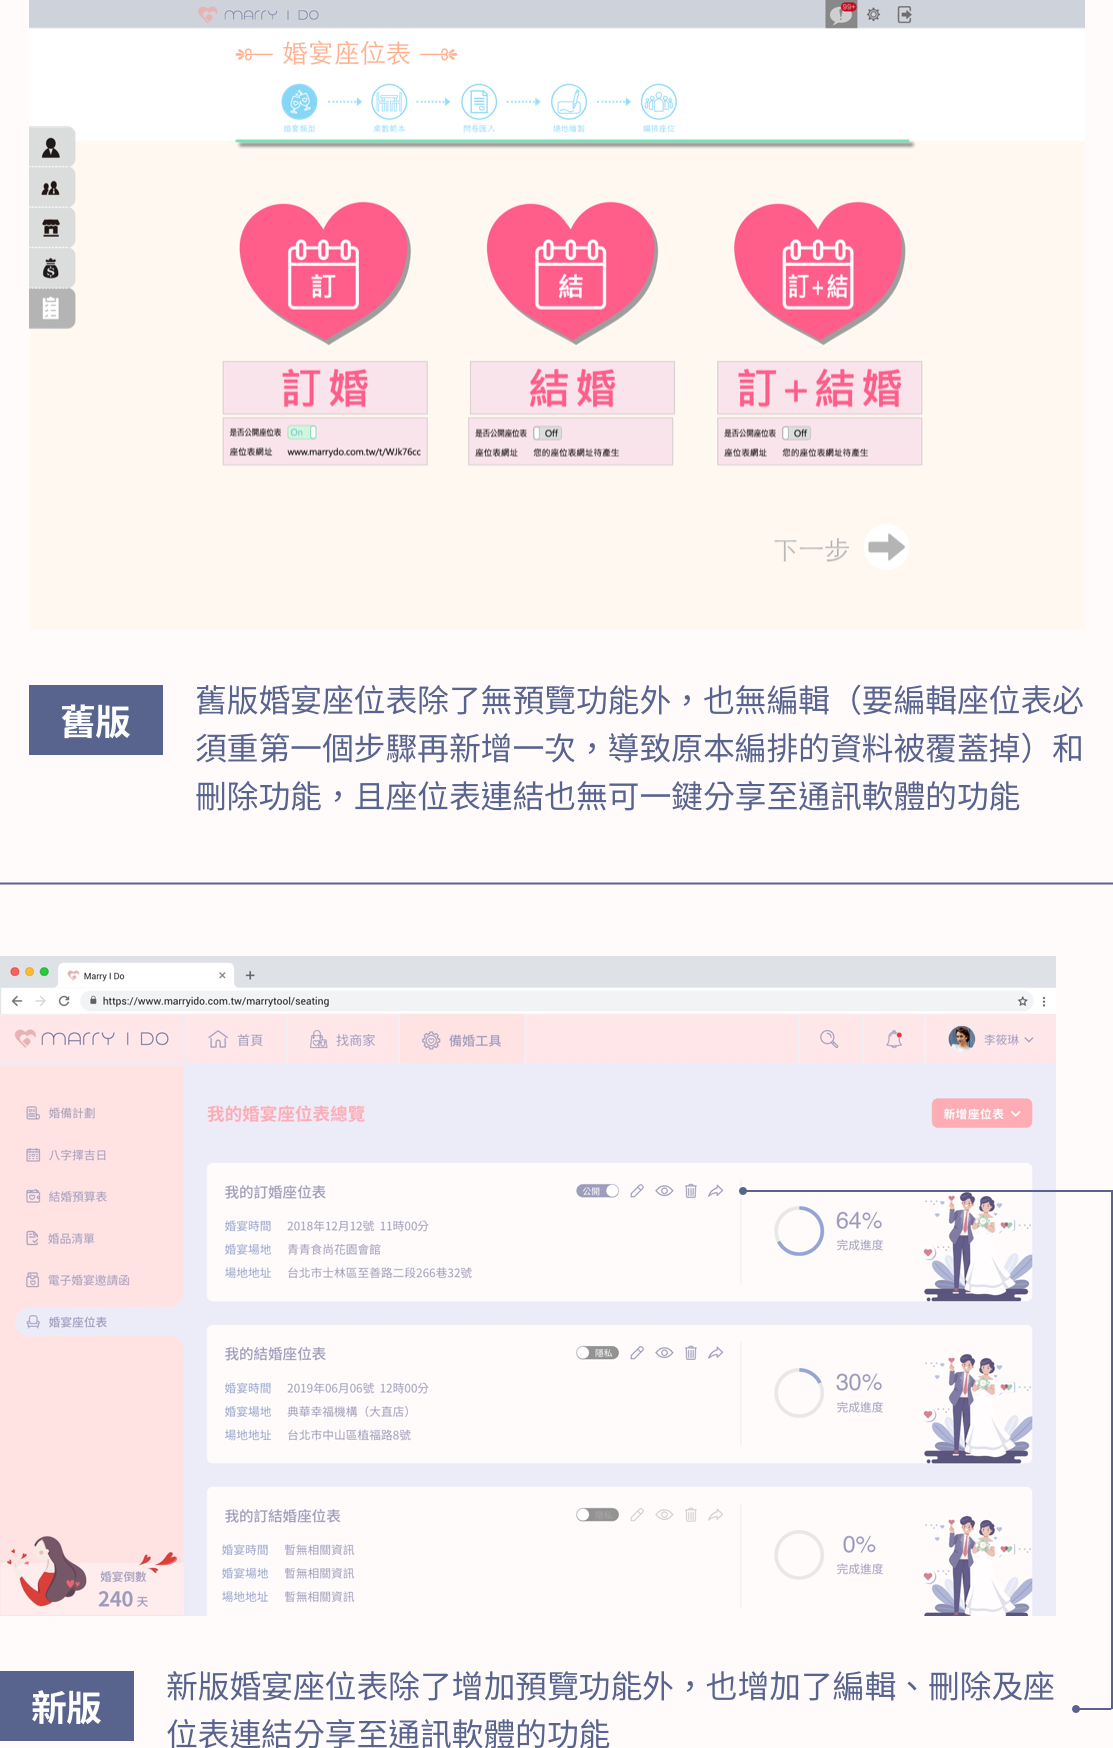 MARRY I DO
99+
婚宴座位表
婚宴類型
桌數範本
問卷匯入
場地繪製
編排座位
訂
結
訂+結
訂婚
結婚
訂+結婚
是否公開座位表 On
座位表網址 www.marrydo.com.tw/t/WJk76cc
是否公開座位表 Off
座位表網址 您的座位表網址待產生
是否公開座位表 Off
座位表網址 您的座位表網址待產生
下一步
舊版
舊版婚宴座位表除了無預覽功能外，也無編輯（要編輯座位表必
須重第一個步驟再新增一次，導致原本編排的資料被覆蓋掉）和
刪除功能，且座位表連結也無可一鍵分享至通訊軟體的功能
Marry I Do
https://www.marryido.com.tw/marrytool/seating
MARRY I DO
首頁
找商家
備婚工具
李筱琳
婚備計劃
八字擇吉日
結婚預算表
婚品清單
電子婚宴邀請函
婚宴座位表
婚宴倒數
240 天
我的婚宴座位表總覽
新增座位表
我的訂婚座位表
公開
婚宴時間 2018年12月12號 11時00分
婚宴場地 青青食尚花園會館
場地地址 台北市士林區至善路二段266巷32號
64%
完成進度
我的結婚座位表
隱私
婚宴時間 2019年06月06號 12時00分
婚宴場地 典華幸福機構（大直店）
場地地址 台北市中山區植福路8號
30%
完成進度
我的訂結婚座位表
隱私
婚宴時間 暫無相關資訊
婚宴場地 暫無相關資訊
場地地址 暫無相關資訊
0%
完成進度
新版
新版婚宴座位表除了增加預覽功能外，也增加了編輯、刪除及座
位表連結分享至通訊軟體的功能